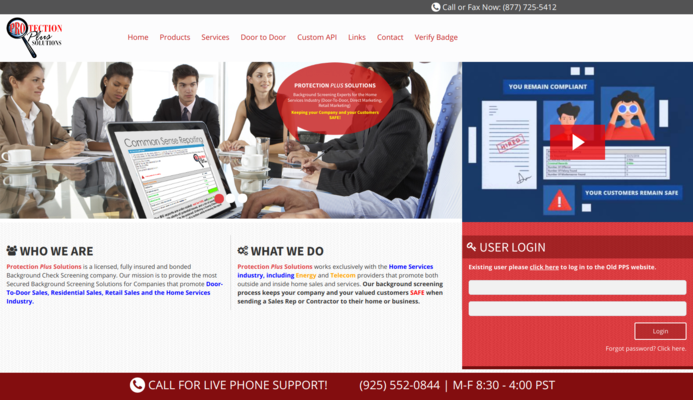 Call or Fax Now: (877) 725-5412
PROTECTION
Plus
SOLUTIONS
Home Products Services Door to Door Custom API Links Contact Verify Badge
PROTECTION PLUS SOLUTIONS
Background Screening Experts for the Home
Services Industry (Door-To-Door, Direct Marketing,
Retail Marketing)
Keeping your Company and your Customers
SAFE!
Common Sense Reporting
YOU REMAIN COMPLIANT
HIRED
YOUR CUSTOMERS REMAIN SAFE
WHO WE ARE
Protection Plus Solutions is a licensed, fully insured and bonded
Background Check Screening company. Our mission is to provide the most
Secured Background Screening Solutions for Companies that promote Door-
To-Door Sales, Residential Sales, Retail Sales and the Home Services
Industry.
WHAT WE DO
Protection Plus Solutions works exclusively with the Home Services
industry, including Energy and Telecom providers that promote both
outside and inside home sales and services. Our background screening
process keeps your company and your valued customers SAFE when
sending a Sales Rep or Contractor to their home or business.
USER LOGIN
Existing user please click here to log in to the Old PPS website.
Login
Forgot password? Click here.
CALL FOR LIVE PHONE SUPPORT! (925) 552-0844 | M-F 8:30 - 4:00 PST